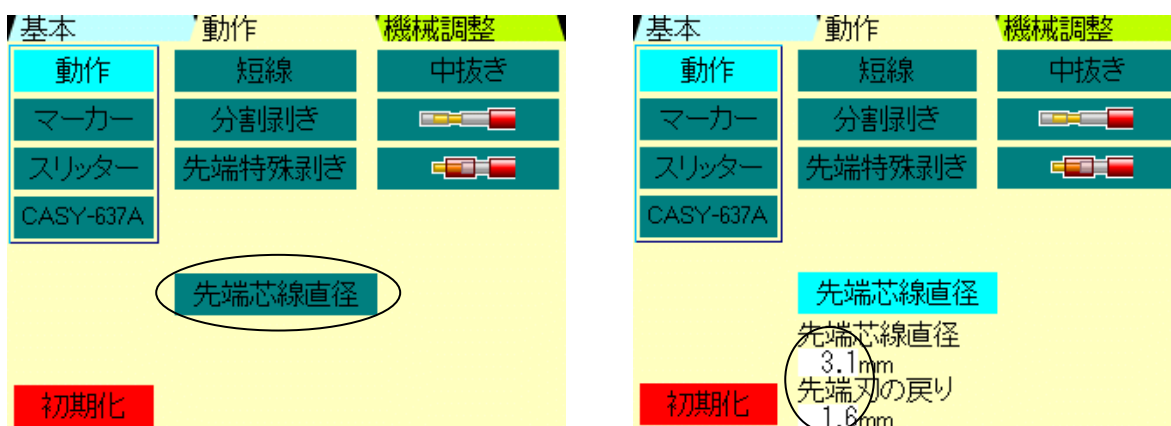 基本 動作 機械調整
動作 短線 中抜き
マーカー 分割剥き
スリッター 先端特殊剥き
CASY-637A
先端芯線直径
初期化
基本 動作 機械調整
動作 短線 中抜き
マーカー 分割剥き
スリッター 先端特殊剥き
CASY-637A
先端芯線直径
先端芯線直径
3.1mm
先端刃の戻り
初期化
1.6mm